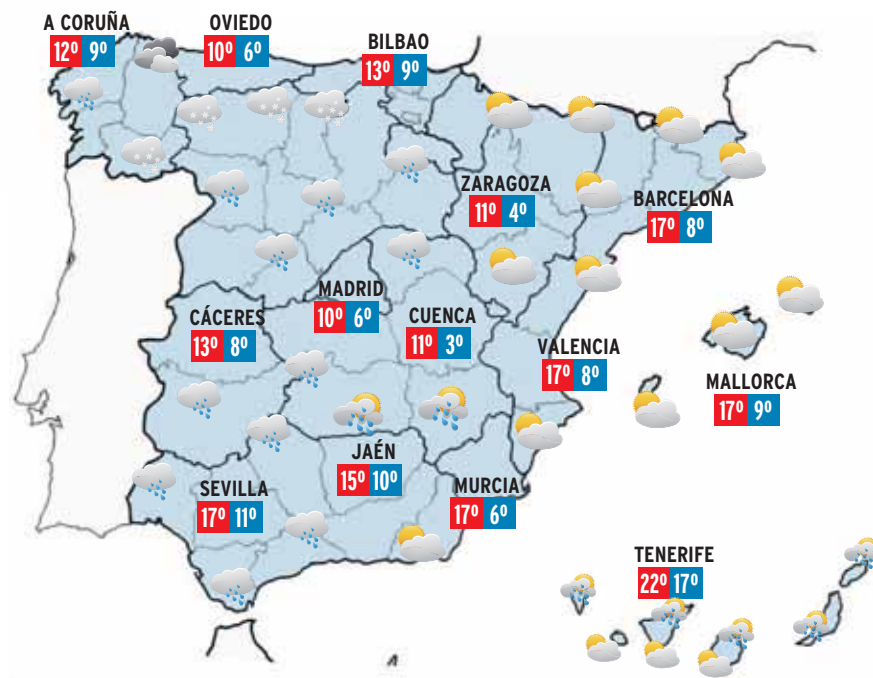 A CORUÑA
12º 9º
OVIEDO
10º 6º
BILBAO
13º 9º
ZARAGOZA
11º 4º
BARCELONA
17º 8º
MADRID
10º 6º
CÁCERES
13º 8º
CUENCA
11º 3º
VALENCIA
17º 8º
MALLORCA
17º 9º
JAÉN
15º 10º
SEVILLA
17º 11º
MURCIA
17º 6º
TENERIFE
22º 17º